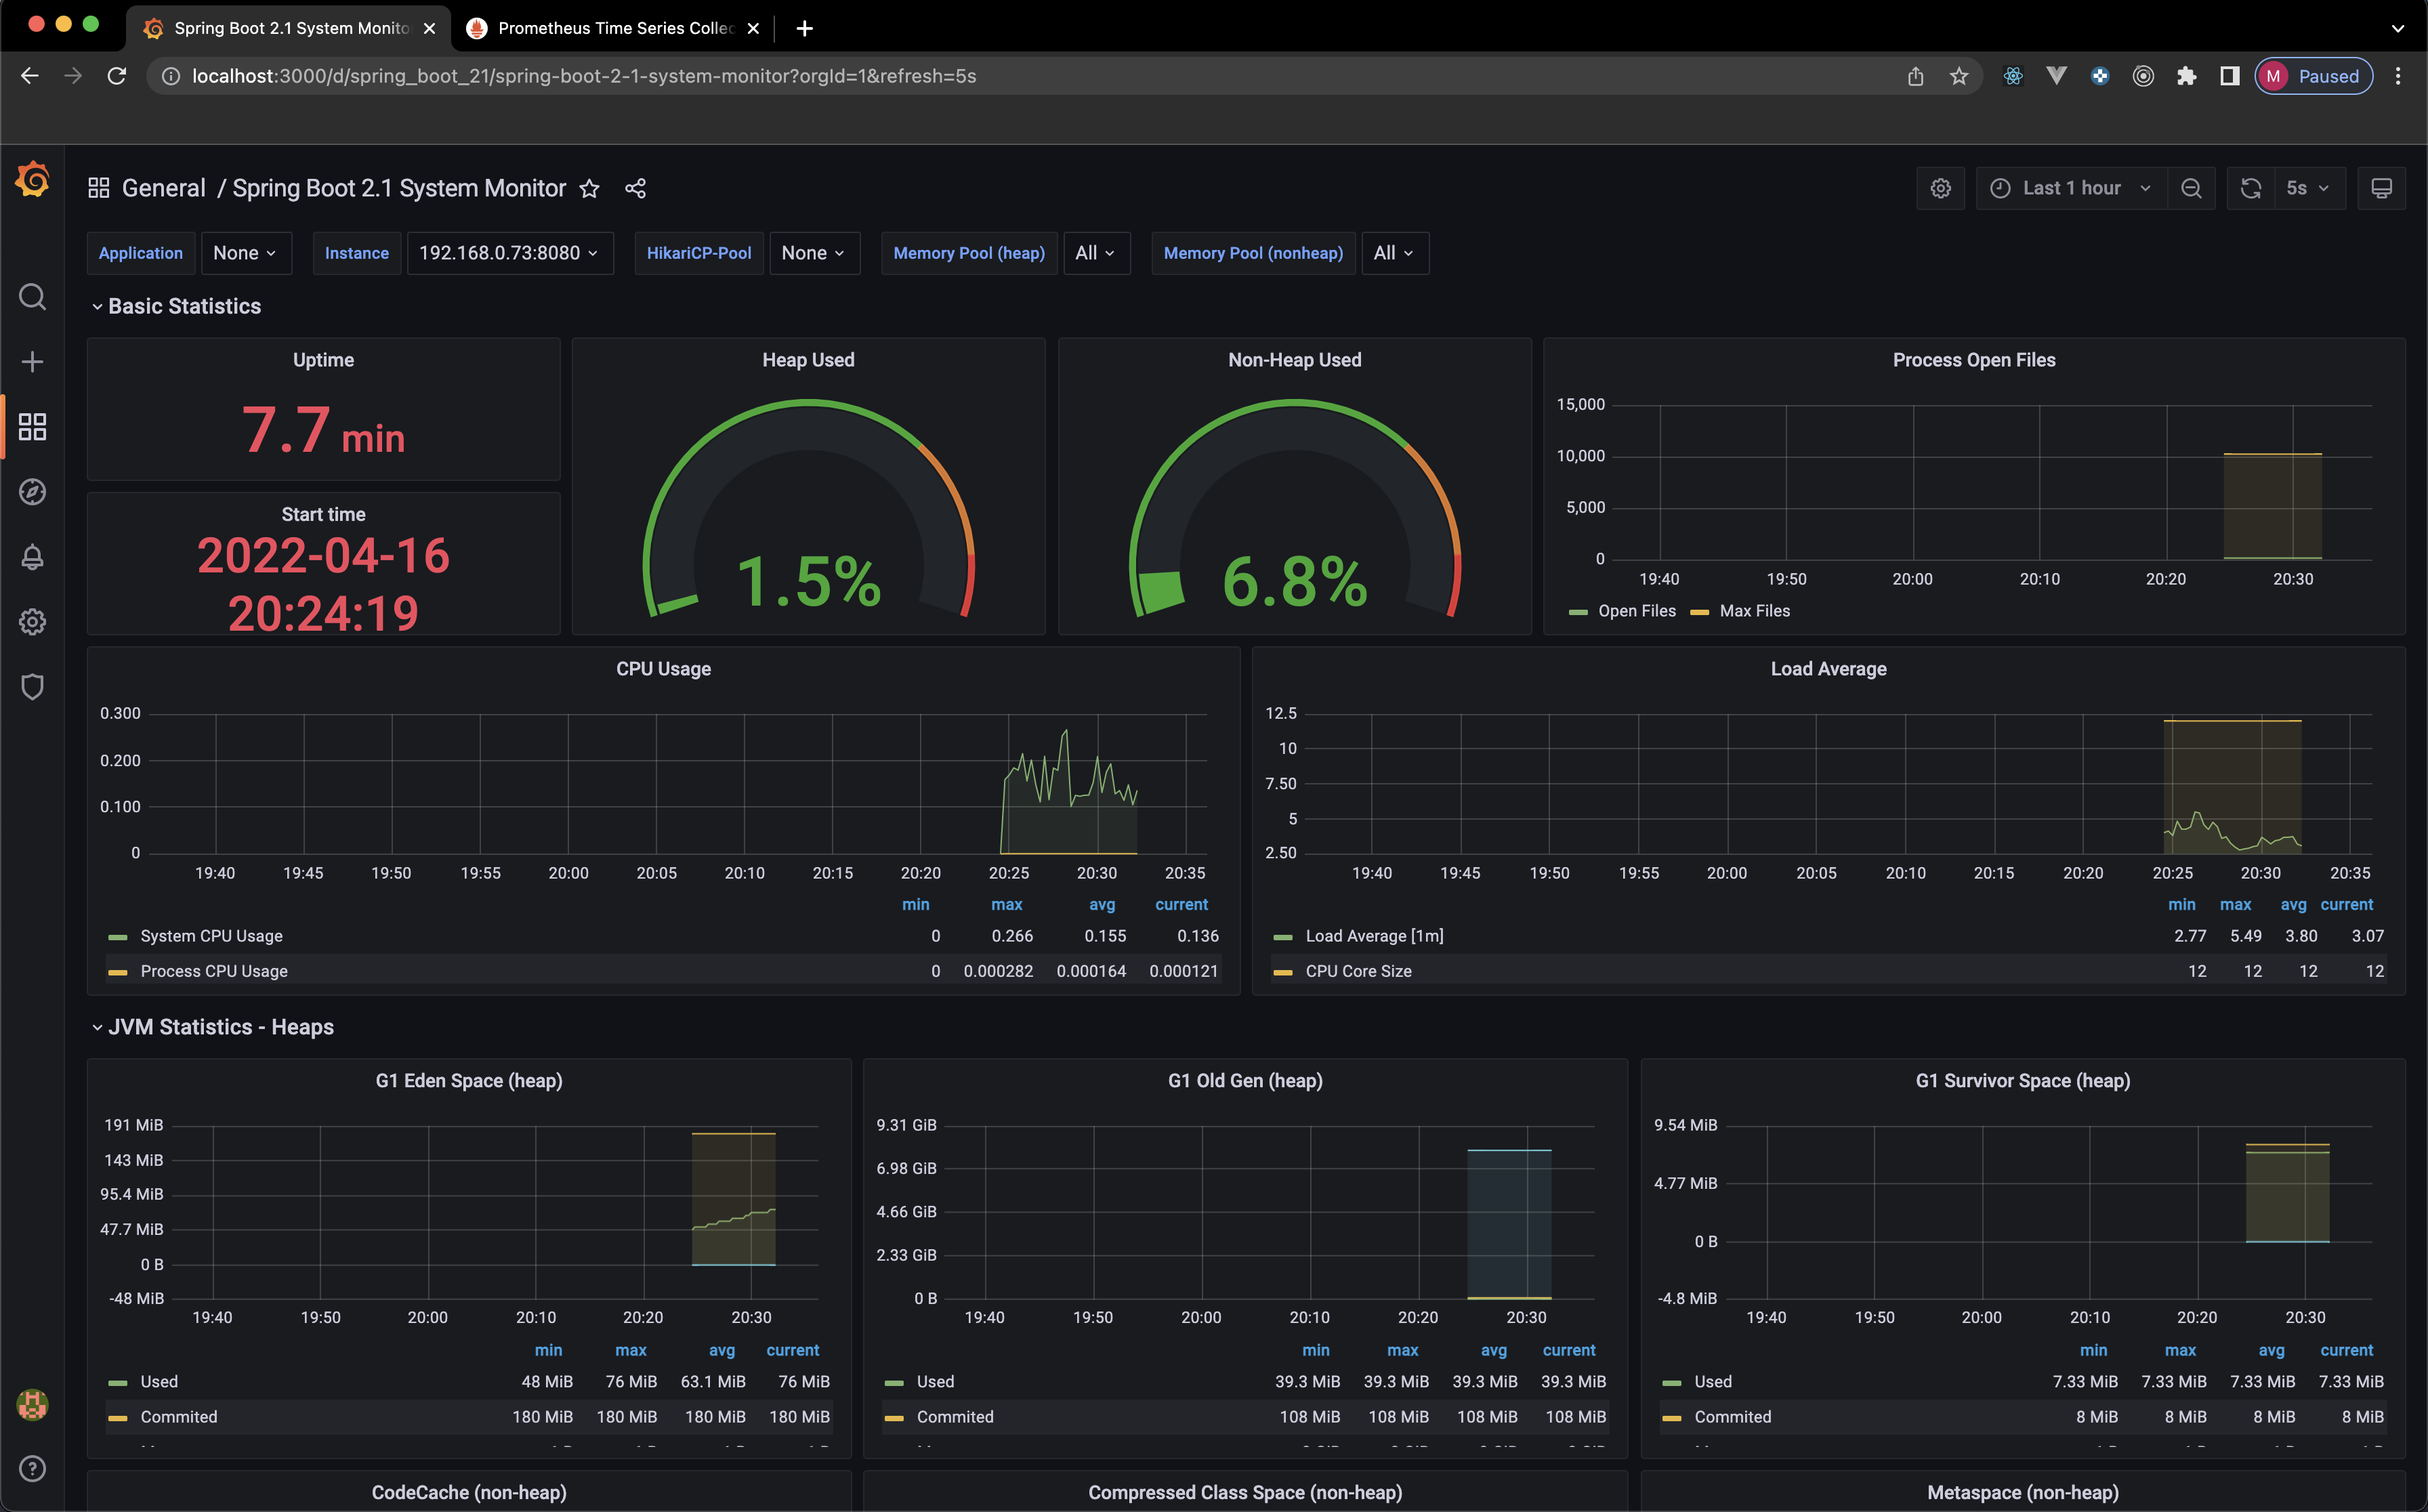 Spring Boot 2.1 System Monito
Prometheus Time Series Collec
localhost:3000/d/spring_boot_21/spring-boot-2-1-system-monitor?orgId=1&refresh=5s
M Paused
General / Spring Boot 2.1 System Monitor
Last 1 hour
5s
Application None Instance 192.168.0.73:8080 HikariCP-Pool None Memory Pool (heap) All Memory Pool (nonheap) All
Basic Statistics
Uptime
7.7 min
Start time
2022-04-16
20:24:19
Heap Used
1.5%
Non-Heap Used
6.8%
Process Open Files
15,000
10,000
5,000
0
19:40 19:50 20:00 20:10 20:20 20:30
Open Files Max Files
CPU Usage
0.300
0.200
0.100
0
19:40 19:45 19:50 19:55 20:00 20:05 20:10 20:15 20:20 20:25 20:30 20:35
min max avg current
System CPU Usage 0 0.266 0.155 0.136
Process CPU Usage 0 0.000282 0.000164 0.000121
Load Average
12.5
10
7.50
5
2.50
19:40 19:45 19:50 19:55 20:00 20:05 20:10 20:15 20:20 20:25 20:30 20:35
min max avg current
Load Average [1m] 2.77 5.49 3.80 3.07
CPU Core Size 12 12 12 12
JVM Statistics - Heaps
G1 Eden Space (heap)
191 MiB
143 MiB
95.4 MiB
47.7 MiB
0 B
-48 MiB
19:40 19:50 20:00 20:10 20:20 20:30
min max avg current
Used 48 MiB 76 MiB 63.1 MiB 76 MiB
Commited 180 MiB 180 MiB 180 MiB 180 MiB
G1 Old Gen (heap)
9.31 GiB
6.98 GiB
4.66 GiB
2.33 GiB
0 B
19:40 19:50 20:00 20:10 20:20 20:30
min max avg current
Used 39.3 MiB 39.3 MiB 39.3 MiB 39.3 MiB
Commited 108 MiB 108 MiB 108 MiB 108 MiB
G1 Survivor Space (heap)
9.54 MiB
4.77 MiB
0 B
-4.8 MiB
19:40 19:50 20:00 20:10 20:20 20:30
min max avg current
Used 7.33 MiB 7.33 MiB 7.33 MiB 7.33 MiB
Commited 8 MiB 8 MiB 8 MiB 8 MiB
CodeCache (non-heap)
Compressed Class Space (non-heap)
Metaspace (non-heap)